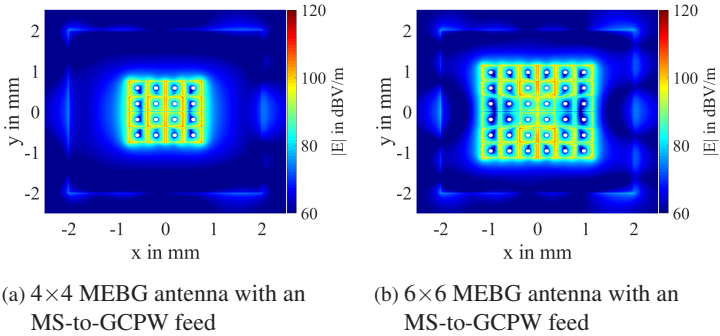 2
1
0
-1
-2
y in mm
-2 -1 0 1 2
x in mm
120
100
80
60
|E| in dBV/m
2
1
0
-1
-2
y in mm
-2 -1 0 1 2
x in mm
120
100
80
60
|E| in dBV/m
(a) 4×4 MEBG antenna with an
MS-to-GCPW feed
(b) 6×6 MEBG antenna with an
MS-to-GCPW feed